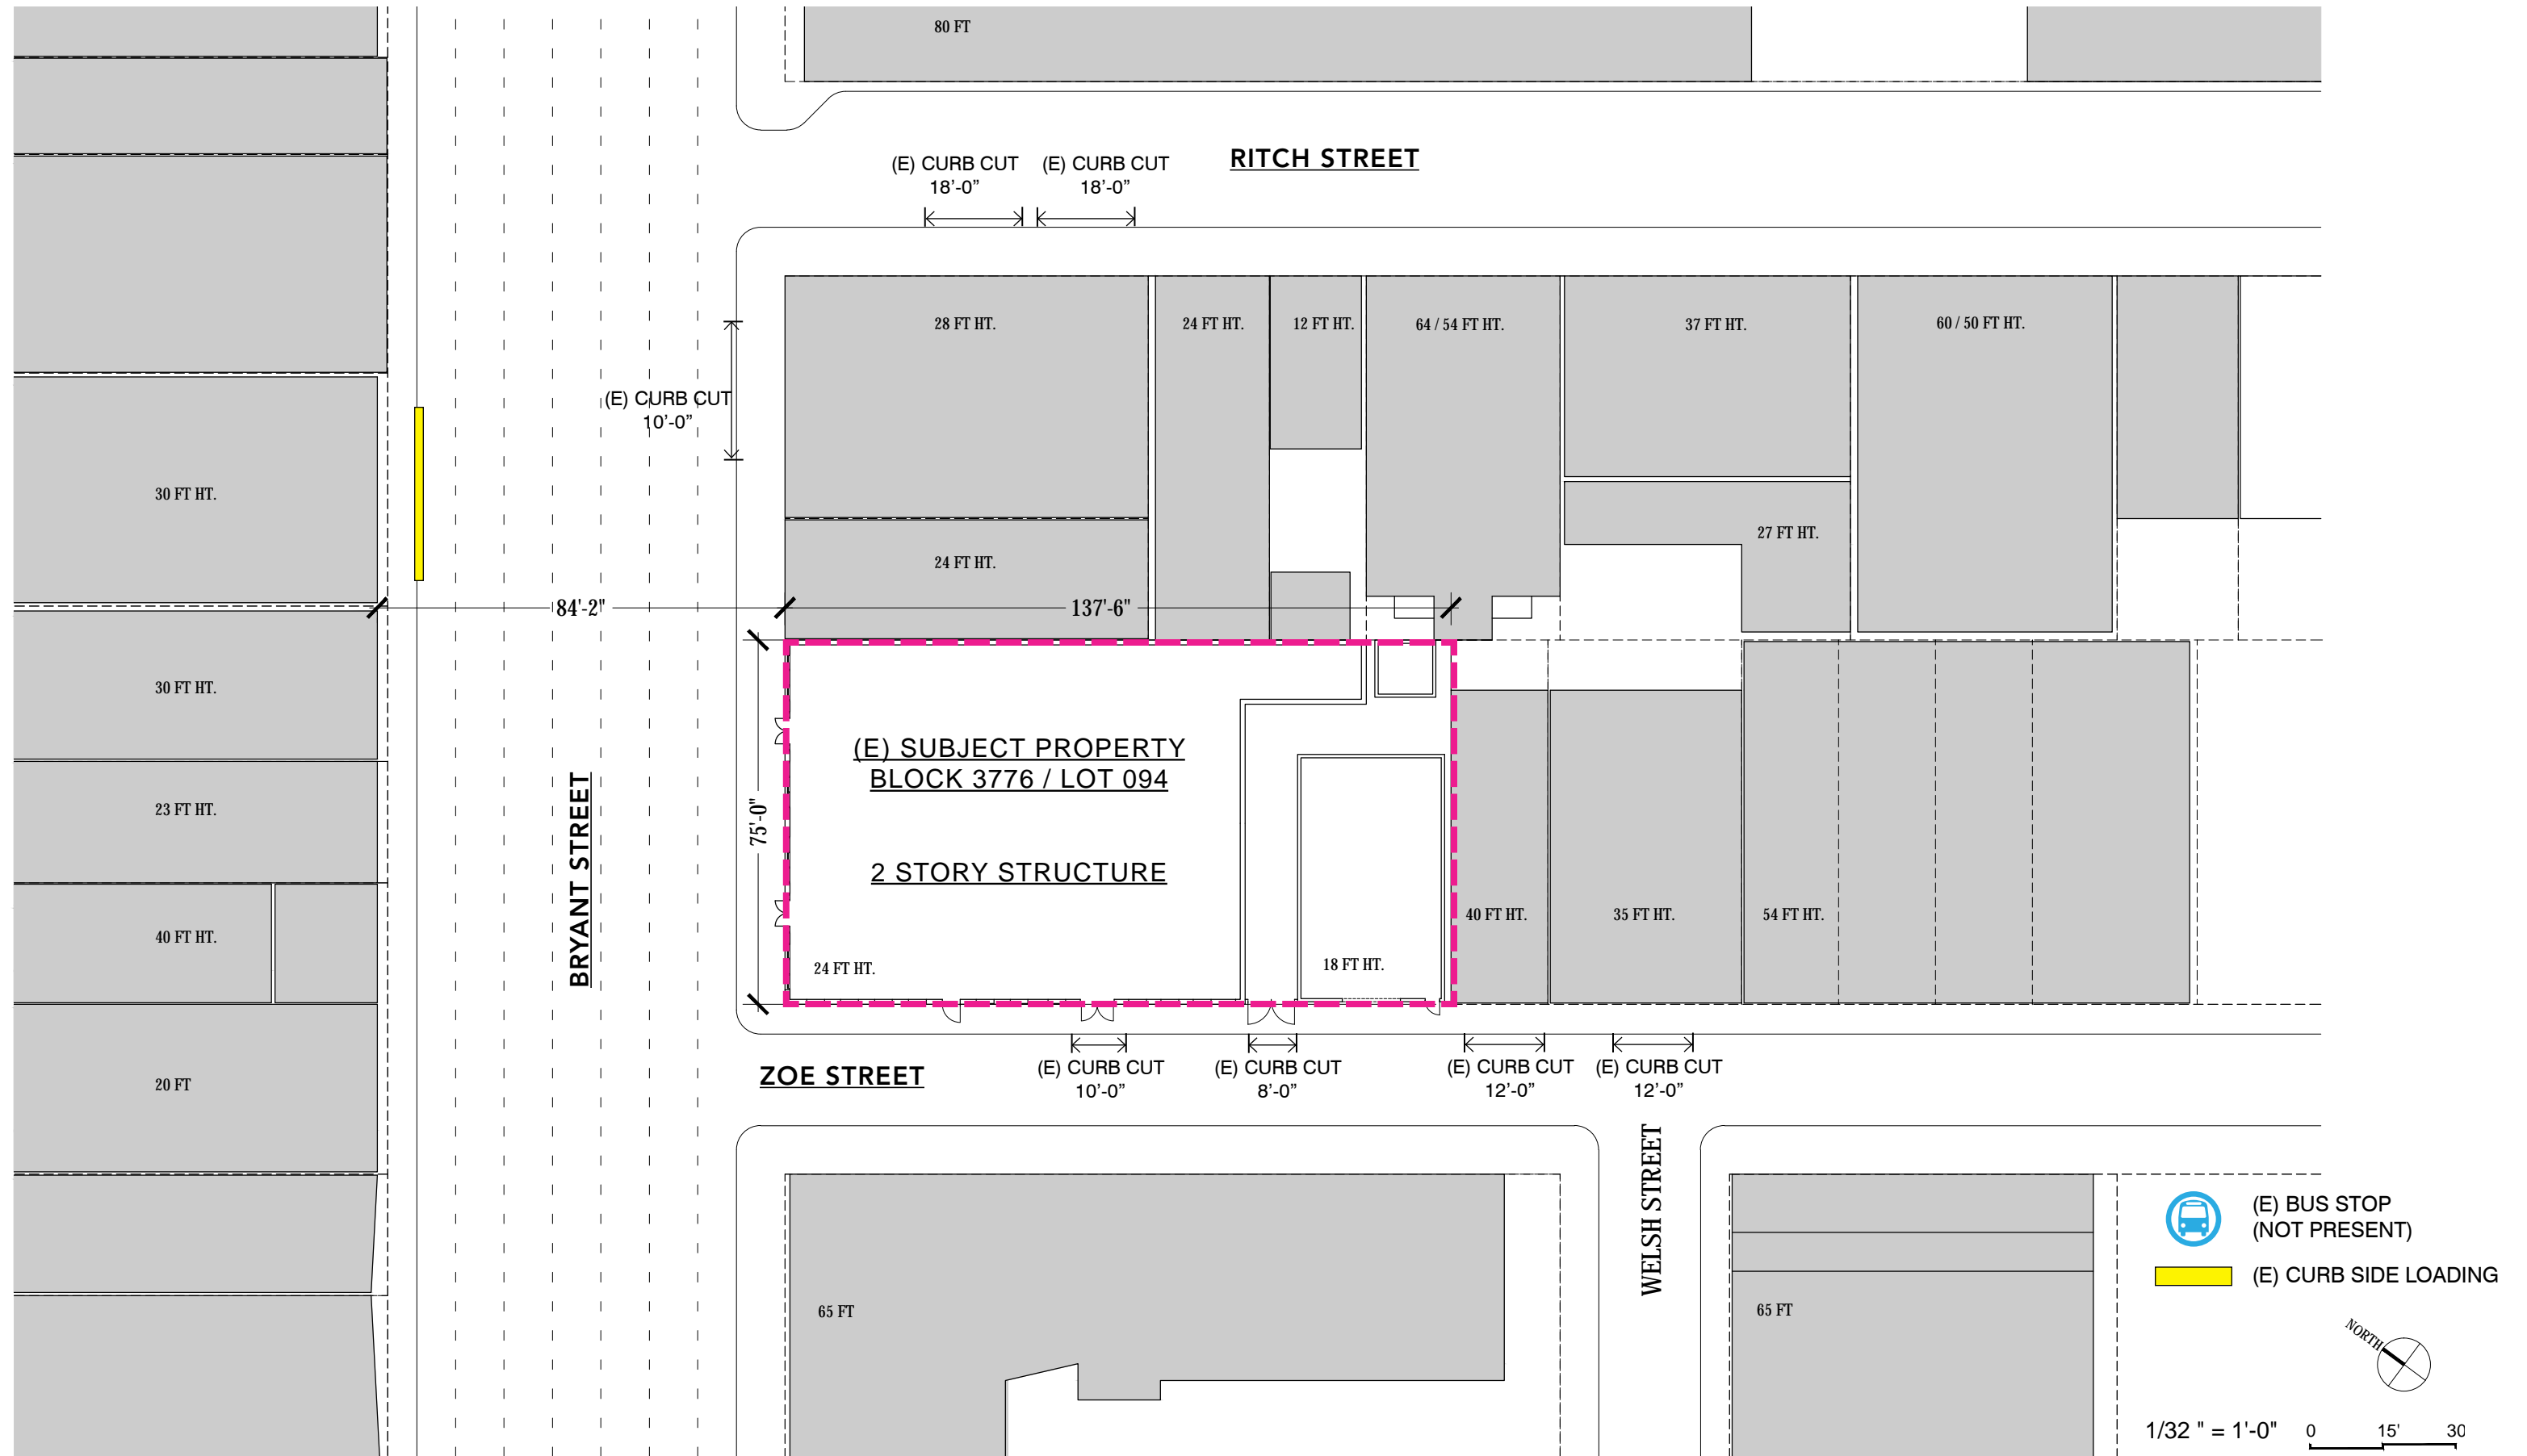 80 FT
RITCH STREET
(E) CURB CUT
18'-0”
(E) CURB CUT
18'-0”
28 FT HT.
24 FT HT.
12 FT HT.
64 / 54 FT HT.
37 FT HT.
60 / 50 FT HT.
(E) CURB CUT
10'-0”
30 FT HT.
27 FT HT.
24 FT HT.
84'-2"
137'-6"
30 FT HT.
(E) SUBJECT PROPERTY
BLOCK 3776 / LOT 094
2 STORY STRUCTURE
75'-0"
BRYANT STREET
23 FT HT.
40 FT HT.
24 FT HT.
18 FT HT.
40 FT HT.
35 FT HT.
54 FT HT.
ZOE STREET
(E) CURB CUT
10'-0”
(E) CURB CUT
8'-0”
(E) CURB CUT
12'-0”
(E) CURB CUT
12'-0”
20 FT
WELSH STREET
65 FT
65 FT
(E) BUS STOP
(NOT PRESENT)
(E) CURB SIDE LOADING
NORTH
1/32 " = 1'-0"
0 15' 30